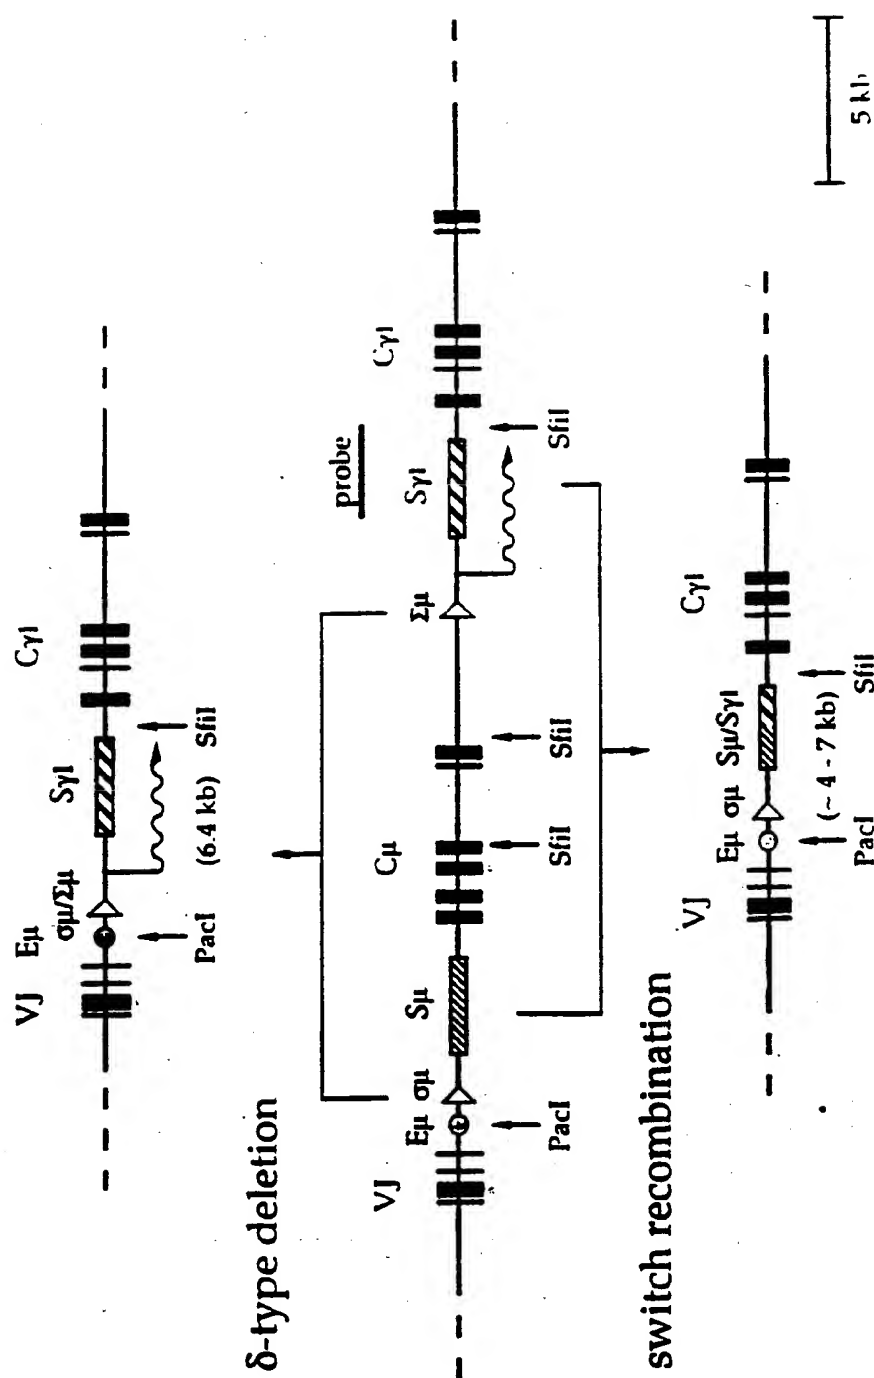 δ-type deletion
VJ Eμ σμ/Σμ Sγ1 Cγ1
PacI (6.4 kb) SfiI
probe
VJ Eμ σμ Sμ Cμ Σμ Sγ1 Cγ1
PacI SfiI SfiI SfiI
switch recombination
VJ Eμ σμ Sμ/Sγ1 Cγ1
PacI (~ 4 - 7 kb) SfiI
5 kb